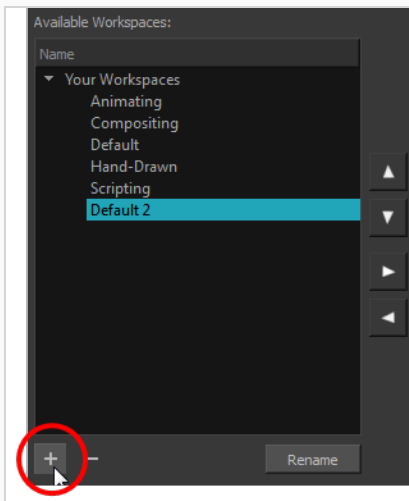 Available Workspaces:
Name
Your Workspaces
Animating
Compositing
Default
Hand-Drawn
Scripting
Default 2
+ − Rename